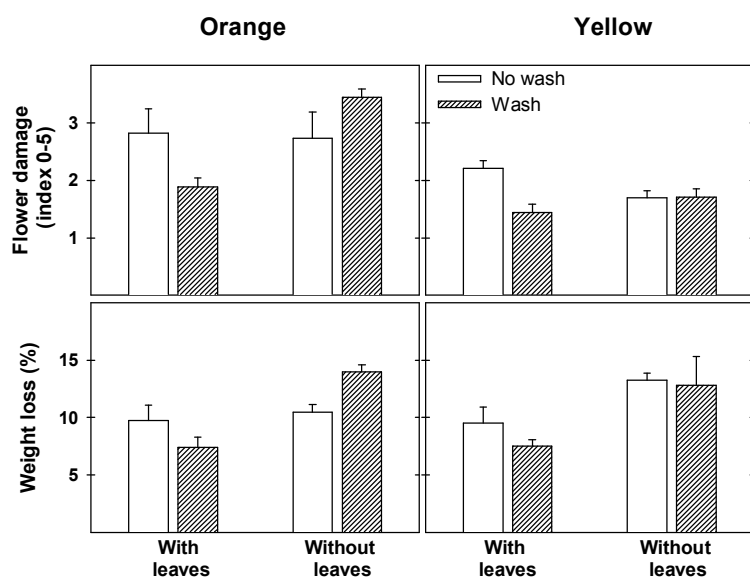 Orange
Yellow
No wash
Wash
Flower damage
(index 0-5)
3
2
1
Weight loss (%)
15
10
5
With
leaves
Without
leaves
With
leaves
Without
leaves